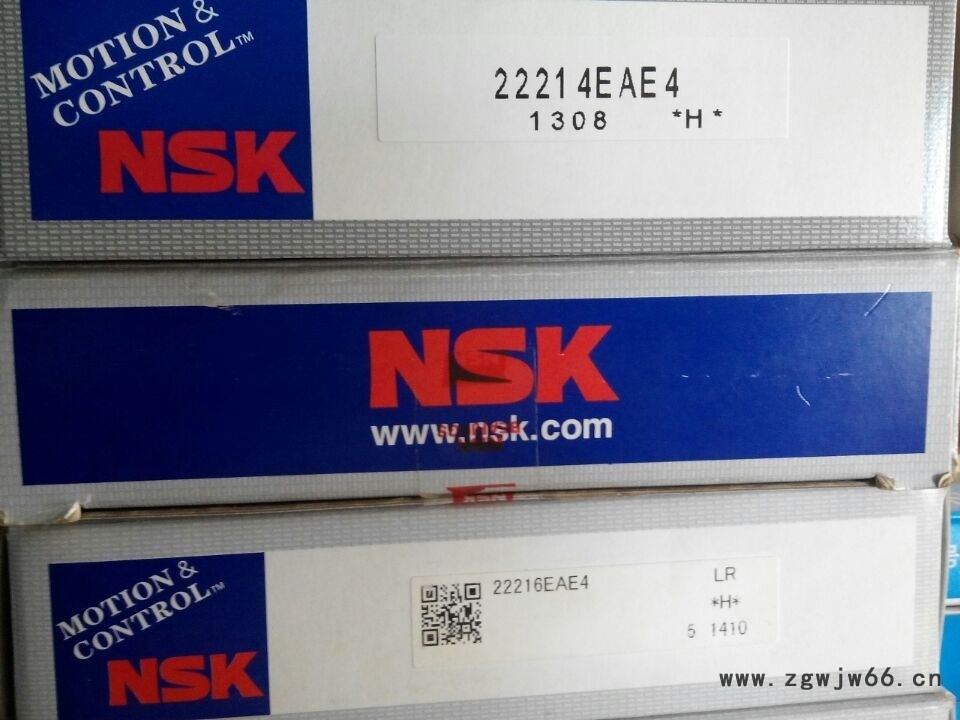 MOTION &
CONTROL™
NSK
22214EAE4
1308 *H*
NSK
www.nsk.com
MOTION &
CONTROL™
NSK
22216EAE4
LR
*H*
5 1410
www.zgwjw66.cn